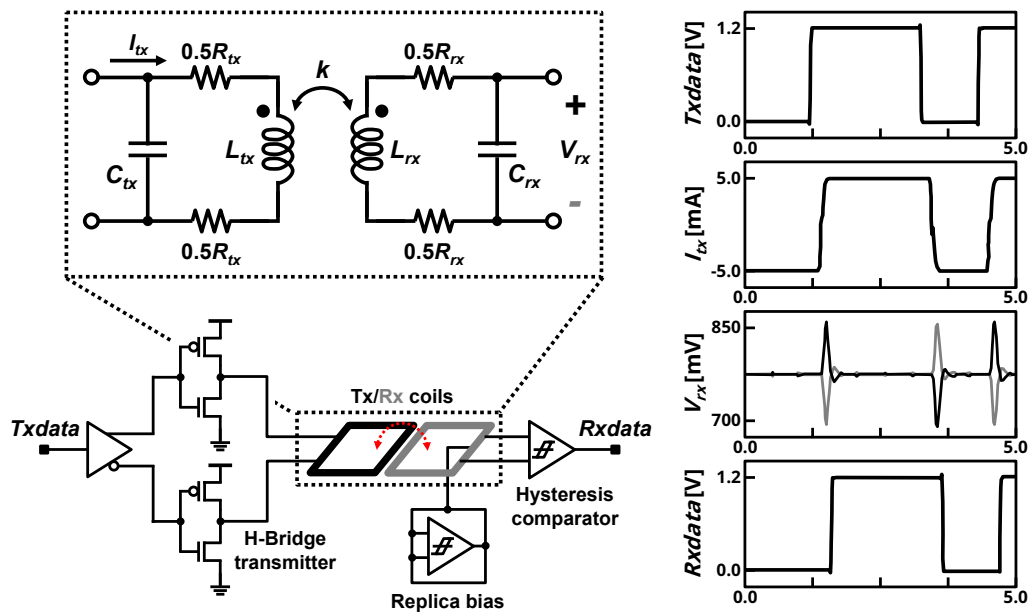 I_tx
0.5R_tx
0.5R_rx
k
+
L_tx
L_rx
V_rx
C_tx
C_rx
-
0.5R_tx
0.5R_rx
Txdata
Tx/Rx coils
Rxdata
Hysteresis
comparator
H-Bridge
transmitter
Replica bias
Txdata [V]
1.2
0.0
0.0
5.0
I_tx [mA]
5.0
-5.0
0.0
5.0
V_rx [mV]
850
700
0.0
5.0
Rxdata [V]
1.2
0.0
0.0
5.0